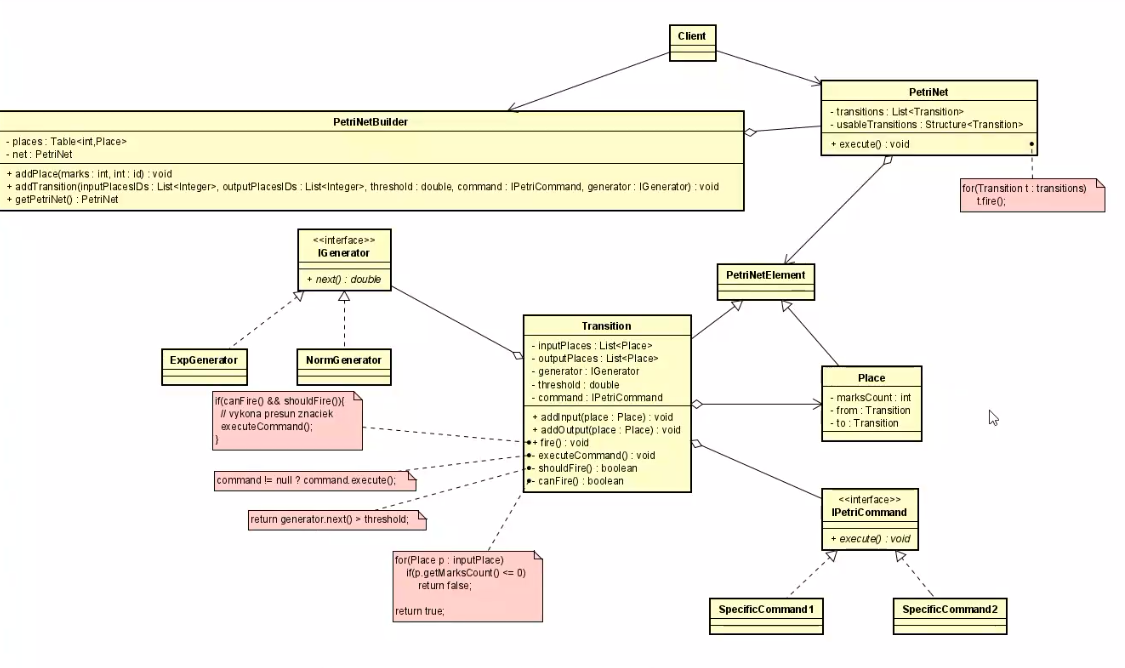 Client
PetriNet
- transitions : List<Transition>
- usableTransitions : Structure<Transition>
+ execute() : void
for(Transition t : transitions)
t.fire();
PetriNetBuilder
- places : Table<int,Place>
- net : PetriNet
+ addPlace(marks : int, int : id) : void
+ addTransition(inputPlacesIDs : List<Integer>, outputPlacesIDs : List<Integer>, threshold : double, command : IPetriCommand, generator : IGenerator) : void
+ getPetriNet() : PetriNet
<<interface>>
IGenerator
+ next() : double
PetriNetElement
ExpGenerator
NormGenerator
Transition
- inputPlaces : List<Place>
- outputPlaces : List<Place>
- generator : IGenerator
- threshold : double
- command : IPetriCommand
+ addInput(place : Place) : void
+ addOutput(place : Place) : void
+ fire() : void
- executeCommand() : void
- shouldFire() : boolean
- canFire() : boolean
Place
- marksCount : int
- from : Transition
- to : Transition
if(canFire() && shouldFire()){
// vykona presun znaciek
executeCommand();
}
command != null ? command.execute();
return generator.next() > threshold;
for(Place p : inputPlace)
if(p.getMarksCount() <= 0)
return false;
return true;
<<interface>>
IPetriCommand
+ execute() : void
SpecificCommand1
SpecificCommand2